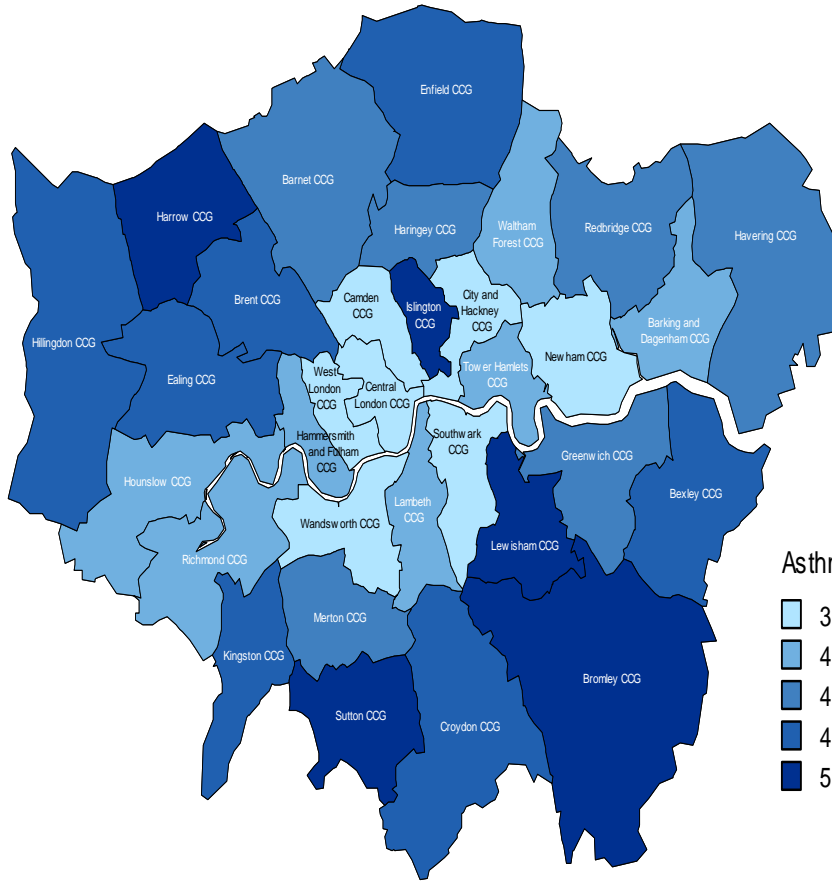 Enfield CCG
Barnet CCG
Harrow CCG
Haringey CCG
Waltham
Forest CCG
Redbridge CCG
Havering CCG
Brent CCG
Camden
CCG
Islington
CCG
City and
Hackney
CCG
Hillingdon CCG
Ealing CCG
West
London
CCG
Central
London CCG
Tower Hamlets
CCG
Newham CCG
Barking and
Dagenham CCG
Hammersmith
and Fulham
CCG
Southwark
CCG
Hounslow CCG
Greenwich CCG
Bexley CCG
Wandsworth CCG
Lambeth
CCG
Lewisham CCG
Richmond CCG
Merton CCG
Kingston CCG
Sutton CCG
Croydon CCG
Bromley CCG
3
4
4
4
5